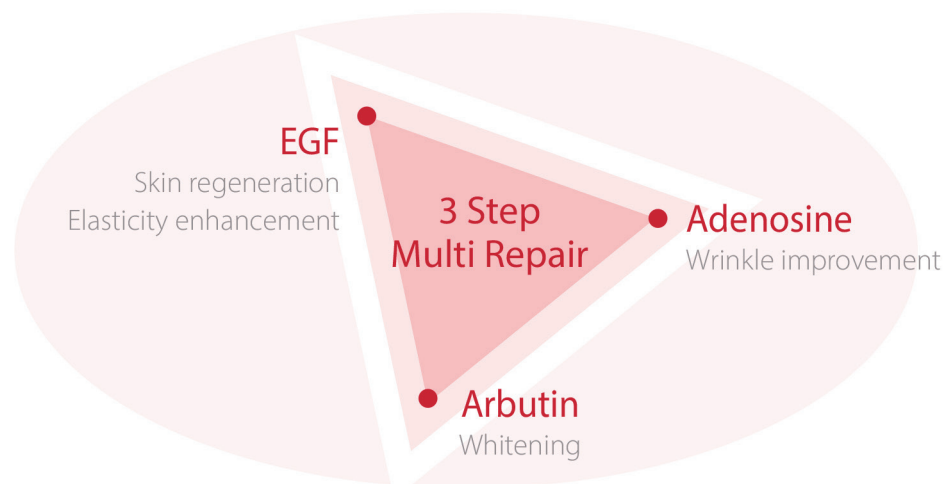 EGF
Skin regeneration
Elasticity enhancement
3 Step
Multi Repair
Adenosine
Wrinkle improvement
Arbutin
Whitening